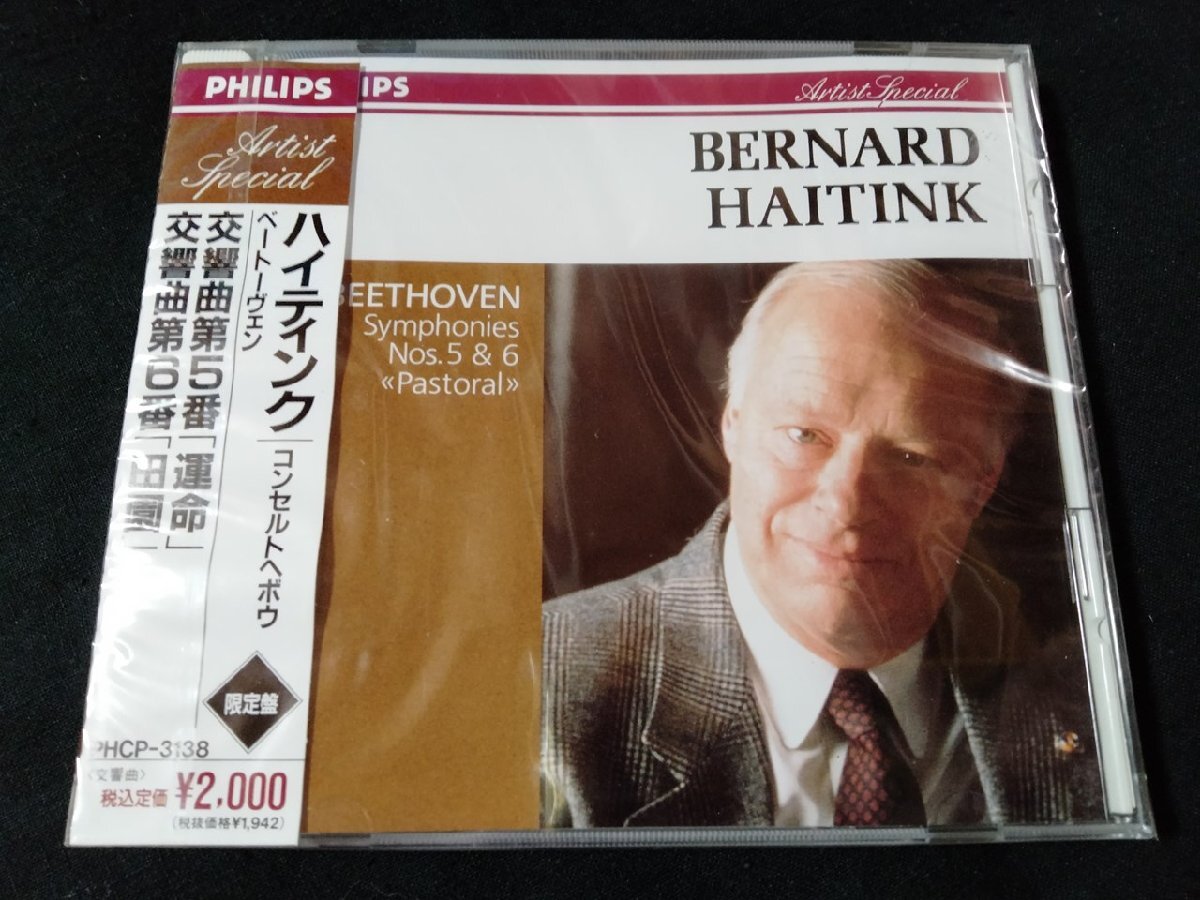 PHILIPS
Artist
Special
ハイティンク
コンセルトヘボウ
ベートーヴェン
交響曲第5番「運命」
交響曲第6番「田園」
限定盤
PHCP-3138
〈交響曲〉
税込定価 ¥2,000
(税抜価格¥1,942)
IPS
Artist Special
BERNARD
HAITINK
BEETHOVEN
Symphonies
Nos. 5 & 6
«Pastoral»